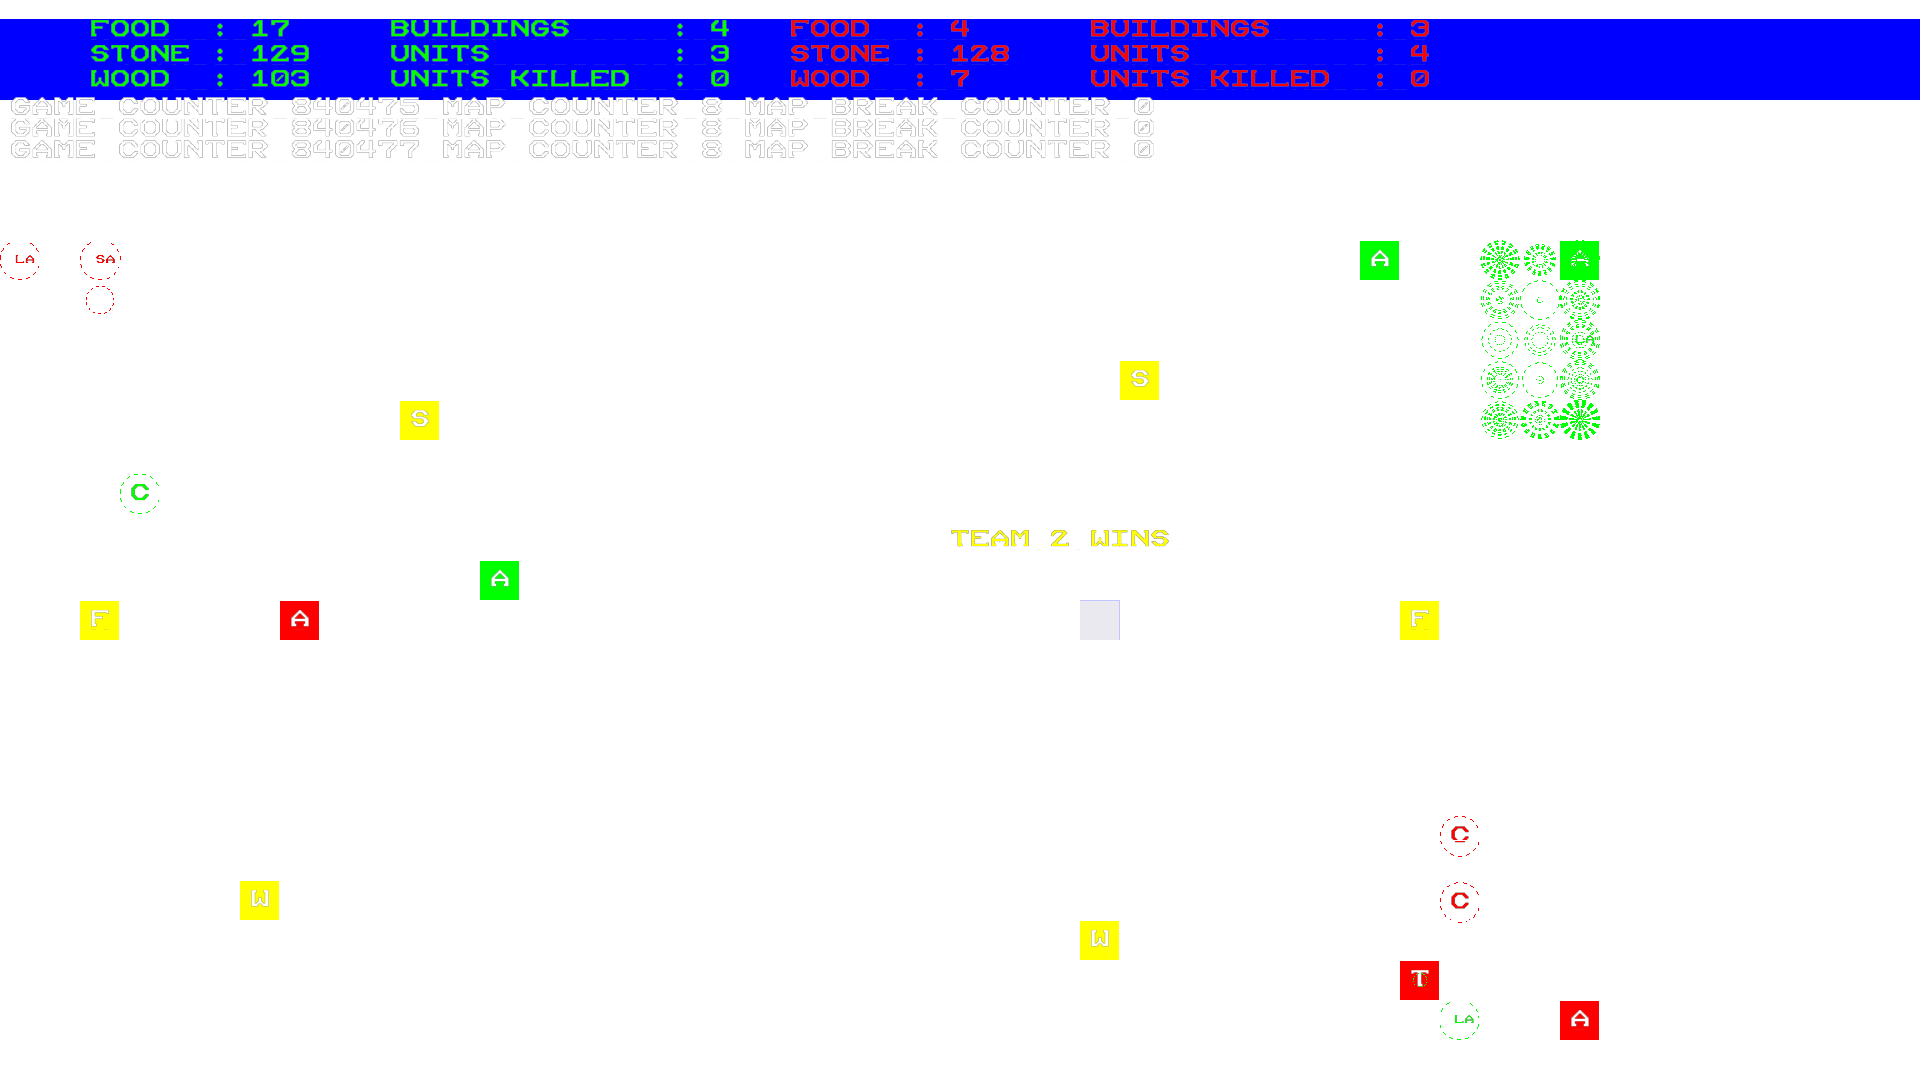 FOOD : 17 BUILDINGS : 4 FOOD : 4 BUILDINGS : 3
STONE : 129 UNITS : 3 STONE : 128 UNITS : 4
WOOD : 103 UNITS KILLED : 0 WOOD : 7 UNITS KILLED : 0
GAME COUNTER 840475 MAP COUNTER 8 MAP BREAK COUNTER 0
GAME COUNTER 840476 MAP COUNTER 8 MAP BREAK COUNTER 0
GAME COUNTER 840477 MAP COUNTER 8 MAP BREAK COUNTER 0
LA SA A A
LA
S
S
C
TEAM 2 WINS
A
F A F
C
W C
W
T
LA A